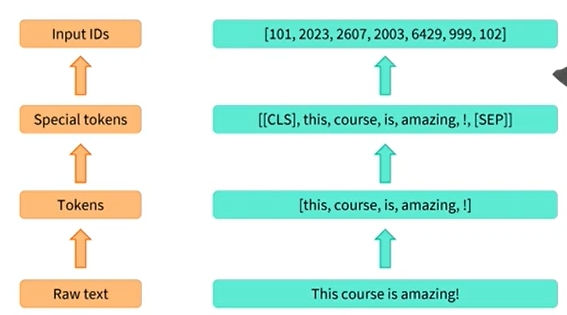 Input IDs
[101, 2023, 2607, 2003, 6429, 999, 102]
Special tokens
[[CLS], this, course, is, amazing, !, [SEP]]
Tokens
[this, course, is, amazing, !]
Raw text
This course is amazing!